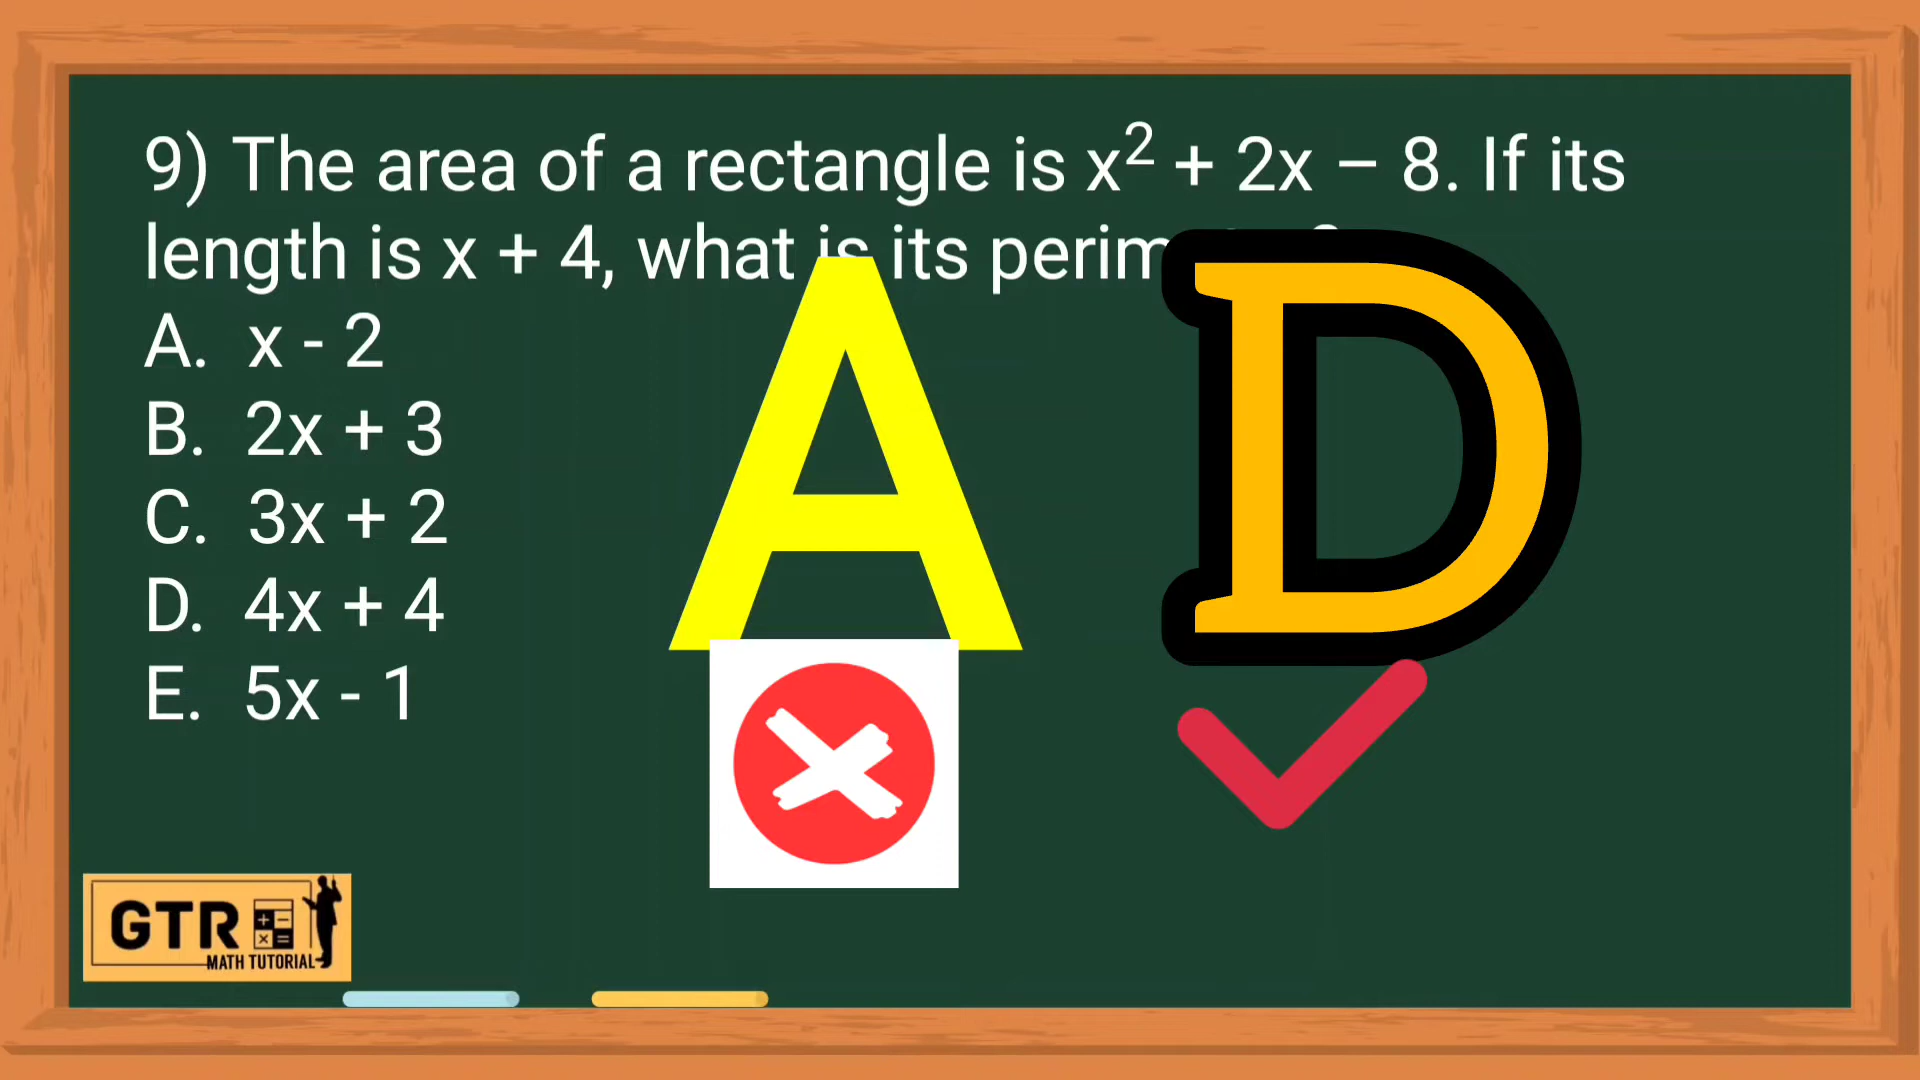 9) The area of a rectangle is x² + 2x – 8. If its
length is x + 4, what is its
A. x - 2
B. 2x + 3
C. 3x + 2
D. 4x + 4
E. 5x - 1
A
D
GTR
MATH TUTORIAL